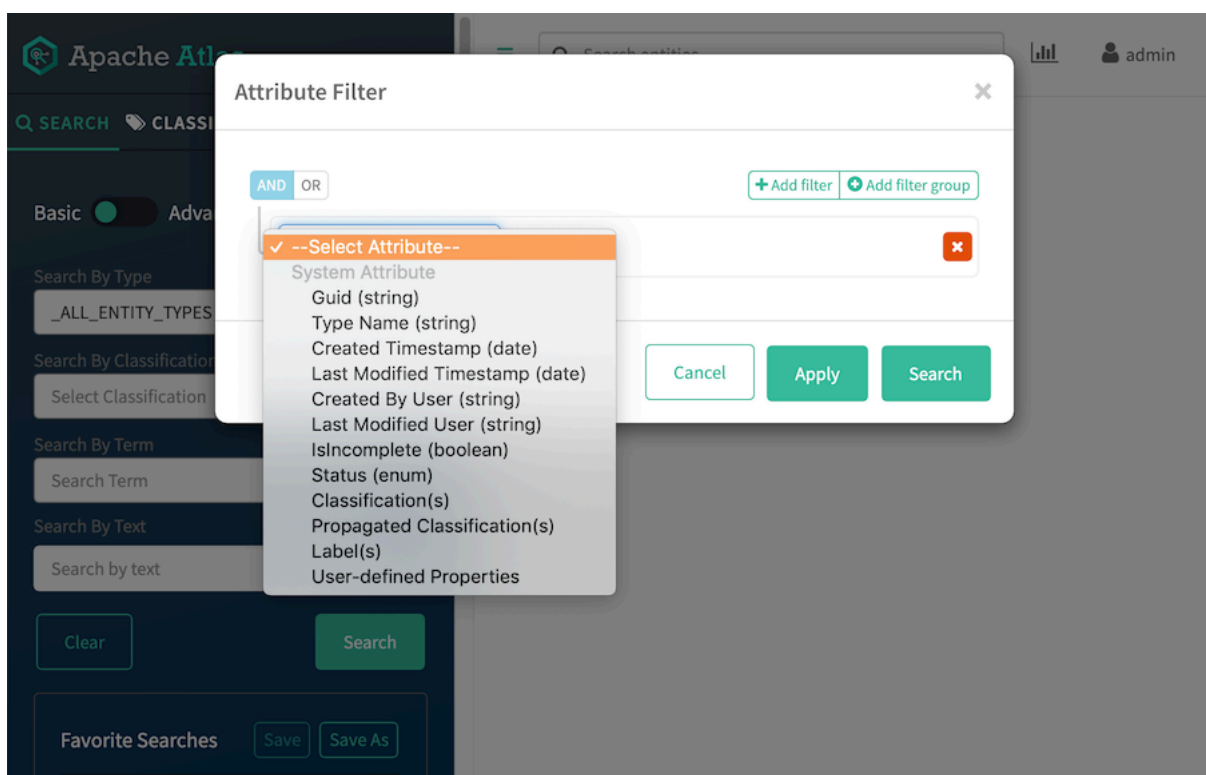 Apache Atlas
Search entities
admin
SEARCH
CLASSI
Basic
Adva
Search By Type
_ALL_ENTITY_TYPES
Search By Classification
Select Classification
Search By Term
Search Term
Search By Text
Search by text
Clear
Search
Favorite Searches
Save
Save As
Attribute Filter
AND
OR
Add filter
Add filter group
--Select Attribute--
System Attribute
Guid (string)
Type Name (string)
Created Timestamp (date)
Last Modified Timestamp (date)
Created By User (string)
Last Modified User (string)
IsIncomplete (boolean)
Status (enum)
Classification(s)
Propagated Classification(s)
Label(s)
User-defined Properties
Cancel
Apply
Search